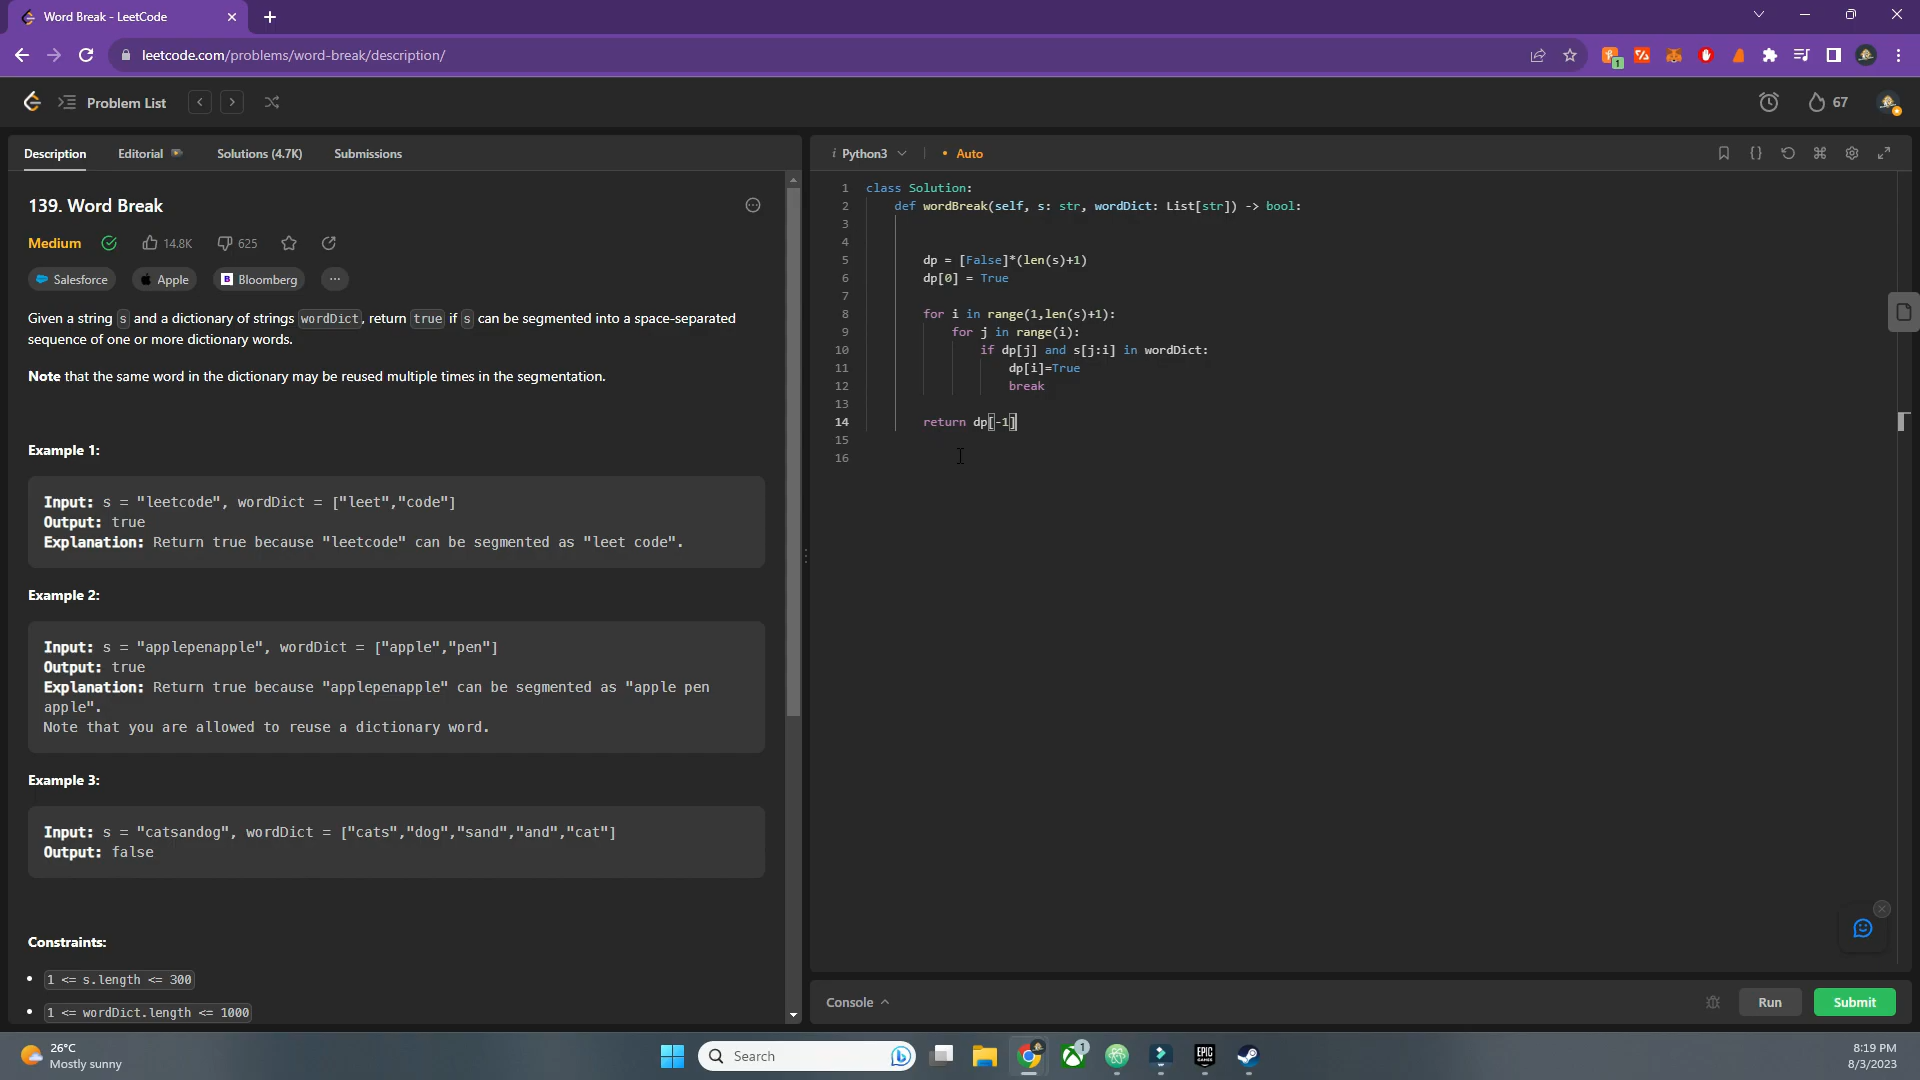 Word Break - LeetCode
leetcode.com/problems/word-break/description/
1
Problem List
67
Description
Editorial
Solutions (4.7K)
Submissions
139. Word Break
Medium
14.8K
625
Salesforce
Apple
Bloomberg
Given a string s and a dictionary of strings wordDict, return true if s can be segmented into a space-separated
sequence of one or more dictionary words.
Note that the same word in the dictionary may be reused multiple times in the segmentation.
Example 1:
Input: s = "leetcode", wordDict = ["leet","code"]
Output: true
Explanation: Return true because "leetcode" can be segmented as "leet code".
Example 2:
Input: s = "applepenapple", wordDict = ["apple","pen"]
Output: true
Explanation: Return true because "applepenapple" can be segmented as "apple pen
apple".
Note that you are allowed to reuse a dictionary word.
Example 3:
Input: s = "catsandog", wordDict = ["cats","dog","sand","and","cat"]
Output: false
Constraints:
1 <= s.length <= 300
1 <= wordDict.length <= 1000
i Python3
Auto
1 class Solution:
2 def wordBreak(self, s: str, wordDict: List[str]) -> bool:
3
4
5 dp = [False]*(len(s)+1)
6 dp[0] = True
7
8 for i in range(1,len(s)+1):
9 for j in range(i):
10 if dp[j] and s[j:i] in wordDict:
11 dp[i]=True
12 break
13
14 return dp[-1]
15
16
Console
Run
Submit
26°C
Mostly sunny
Search
1
EPIC
GAMES
8:19 PM
8/3/2023